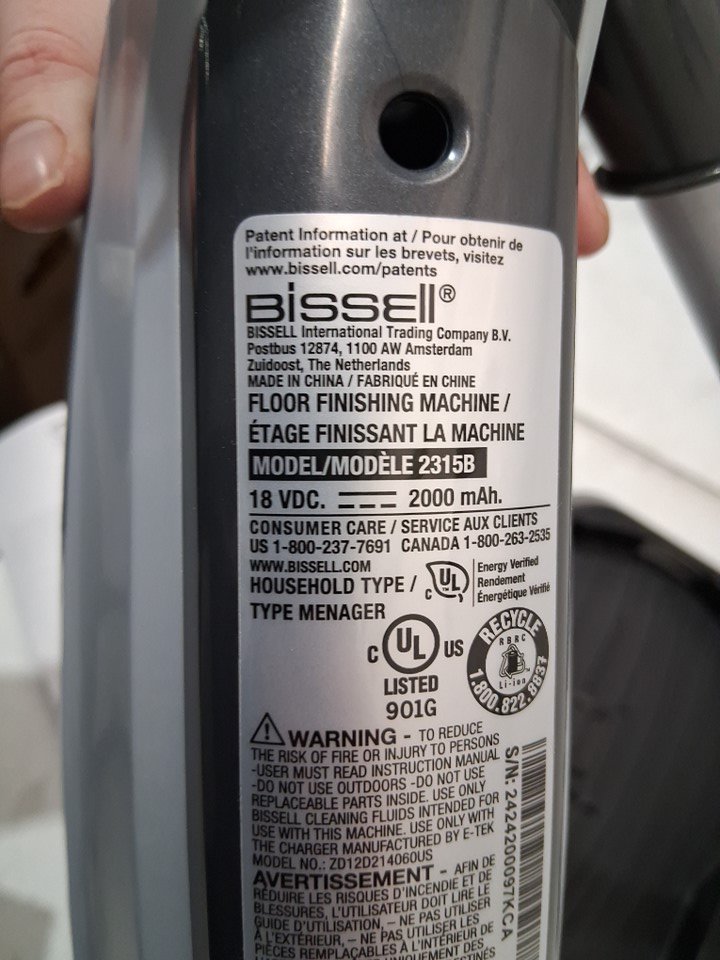 Patent Information at / Pour obtenir de
l'information sur les brevets, visitez
www.bissell.com/patents
BISSELL®
BISSELL International Trading Company B.V.
Postbus 12874, 1100 AW Amsterdam
Zuidoost, The Netherlands
MADE IN CHINA / FABRIQUÉ EN CHINE
FLOOR FINISHING MACHINE /
ÉTAGE FINISSANT LA MACHINE
MODEL/MODÈLE 2315B
18 VDC. 2000 mAh.
CONSUMER CARE / SERVICE AUX CLIENTS
US 1-800-237-7691 CANADA 1-800-263-2535
WWW.BISSELL.COM
HOUSEHOLD TYPE /
TYPE MENAGER
C UL TM
Energy Verified
Rendement
Énergétique Vérifié
C UL US
LISTED
901G
RECYCLE
RBRC
Li-ion
1.800.822.8837
WARNING - TO REDUCE
THE RISK OF FIRE OR INJURY TO PERSONS
-USER MUST READ INSTRUCTION MANUAL
-DO NOT USE OUTDOORS -DO NOT USE
REPLACEABLE PARTS INSIDE. USE ONLY
BISSELL CLEANING FLUIDS INTENDED FOR
USE WITH THIS MACHINE. USE ONLY WITH
THE CHARGER MANUFACTURED BY E-TEK
MODEL NO.: ZD12D214060US
AVERTISSEMENT - AFIN DE
RÉDUIRE LES RISQUES D'INCENDIE ET DE
BLESSURES, L'UTILISATEUR DOIT LIRE LE
GUIDE D'UTILISATION, – NE PAS UTILISER
À L'EXTÉRIEUR, – NE PAS UTILISER
PIÈCES REMPLAÇABLES À L'INTÉRIEUR DE
UNIQUEMENT DES
S/N: 2424200097KCA